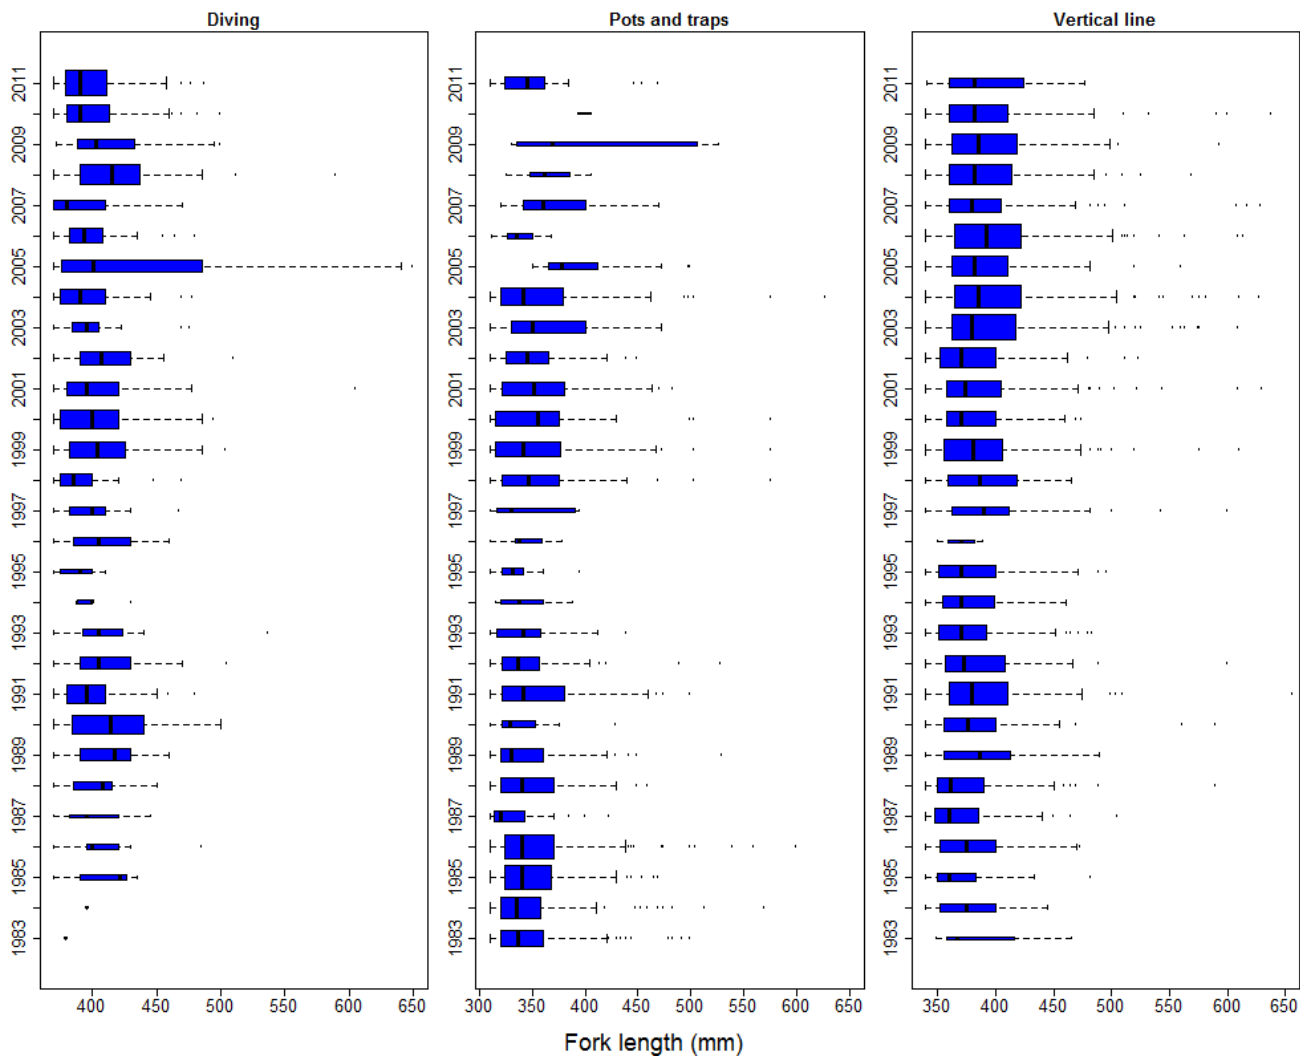 Diving Pots and traps Vertical line
2011 2011 2011
2009 2009 2009
2007 2007 2007
2005 2005 2005
2003 2003 2003
2001 2001 2001
1999 1999 1999
1997 1997 1997
1995 1995 1995
1993 1993 1993
1991 1991 1991
1989 1989 1989
1987 1987 1987
1985 1985 1985
1983 1983 1983
400 450 500 550 600 650 300 350 400 450 500 550 600 650 350 400 450 500 550 600 650
Fork length (mm)